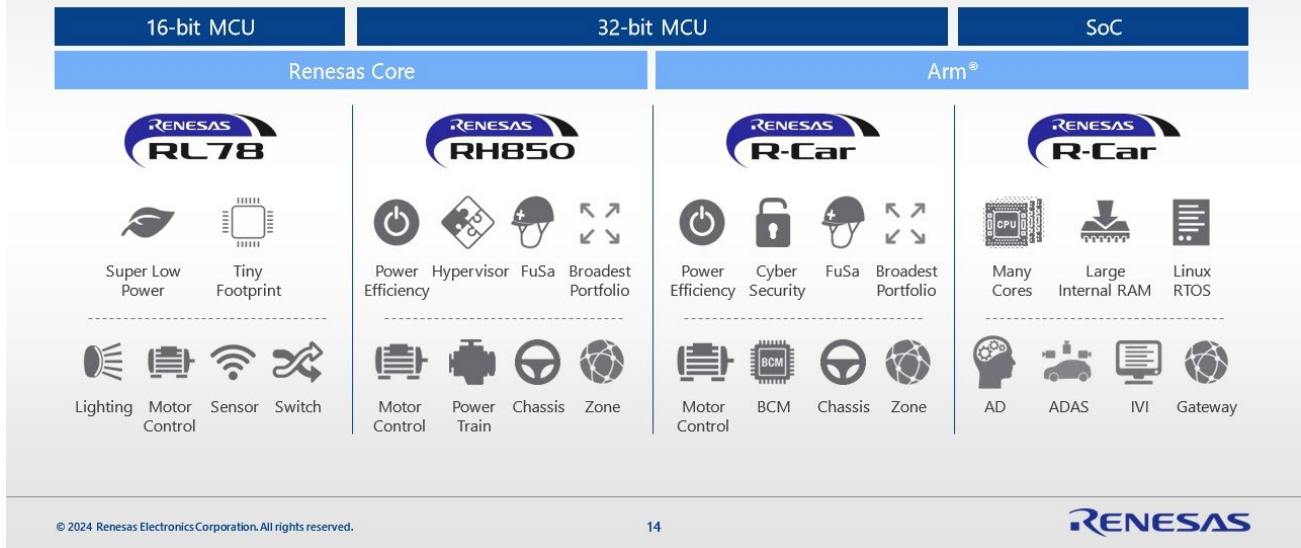 16-bit MCU
32-bit MCU
SoC
Renesas Core
Arm®
RENESAS
RL78
RENESAS
RH850
RENESAS
R-Car
RENESAS
R-Car
CPU
Super Low
Power
Tiny
Footprint
Power
Efficiency
Hypervisor
FuSa
Broadest
Portfolio
Power
Efficiency
Cyber
Security
FuSa
Broadest
Portfolio
Many
Cores
Large
Internal RAM
Linux
RTOS
BCM
Lighting
Motor
Control
Sensor
Switch
Motor
Control
Power
Train
Chassis
Zone
Motor
Control
BCM
Chassis
Zone
AD
ADAS
IVI
Gateway
© 2024 Renesas Electronics Corporation. All rights reserved.
14
RENESAS